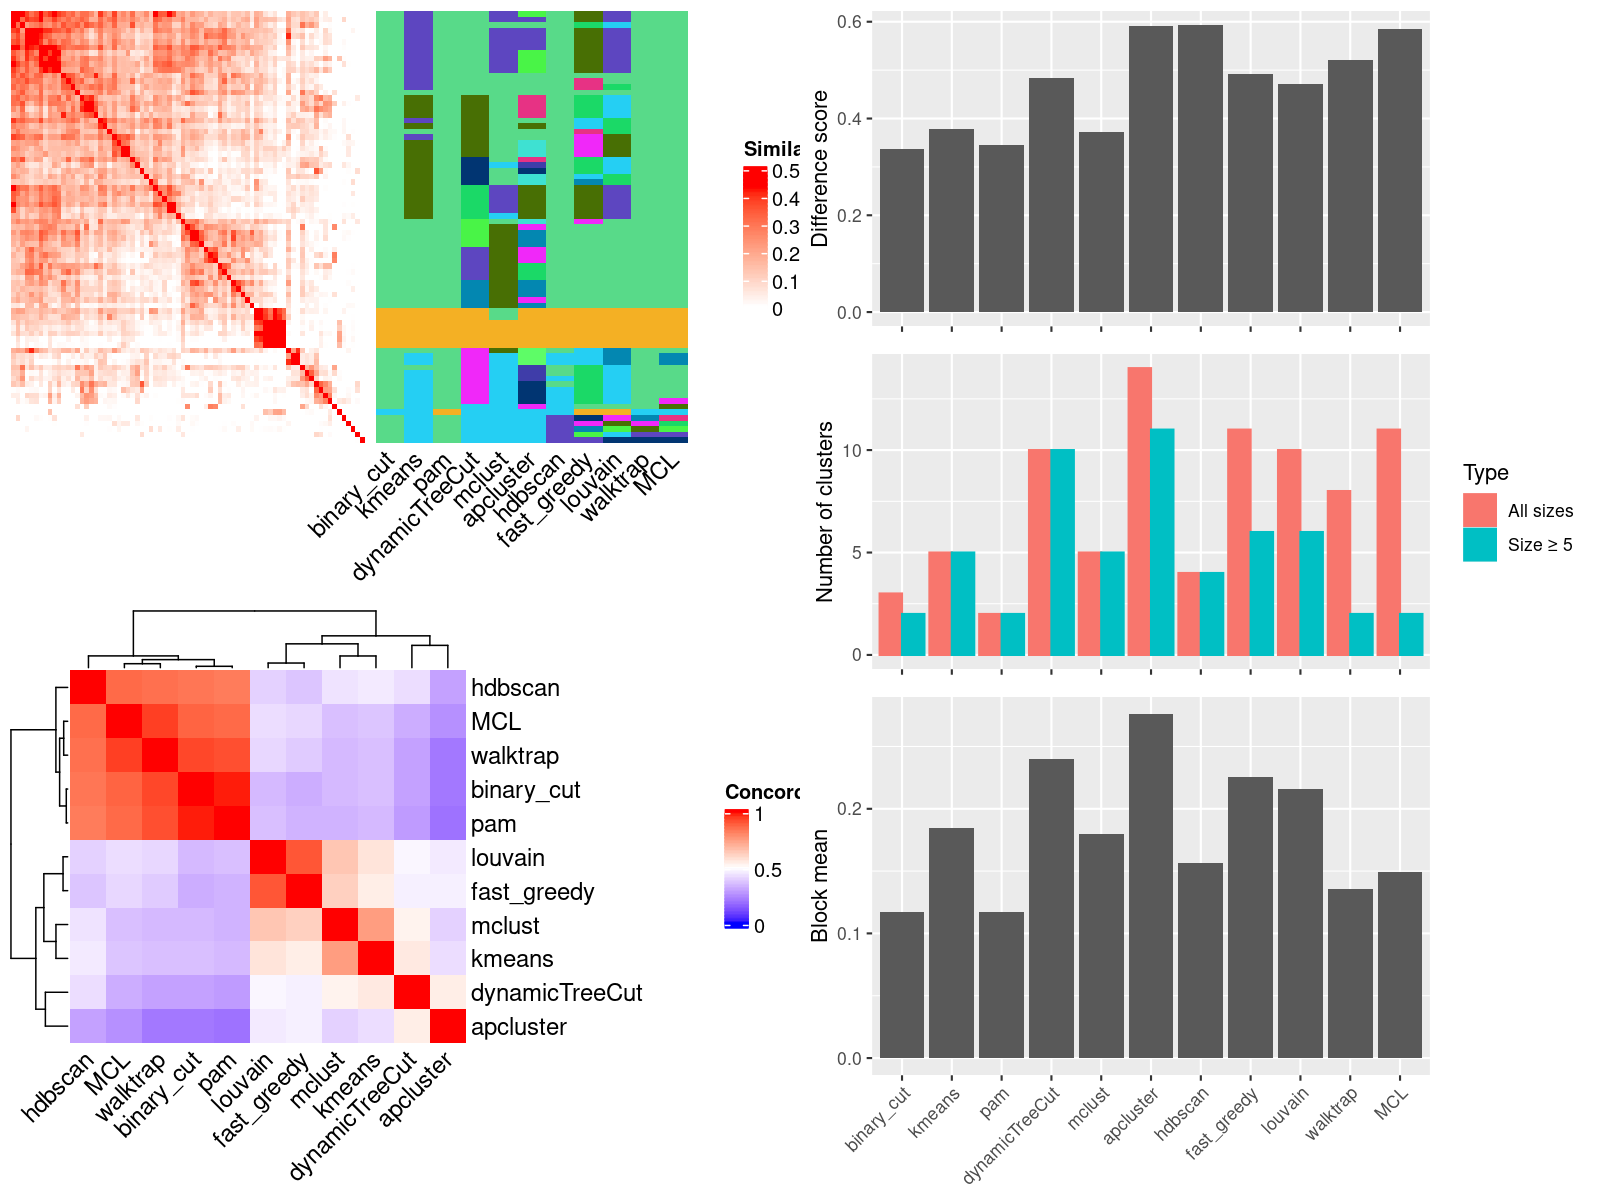 Simila
0.5
0.4
0.3
0.2
0.1
0
binary_cut
kmeans
pam
dynamicTreeCut
mclust
apcluster
hdbscan
fast_greedy
louvain
walktrap
MCL
Difference score
0.6
0.4
0.2
0.0
Number of clusters
10
5
0
Type
All sizes
Size ≥ 5
hdbscan
MCL
walktrap
binary_cut
pam
louvain
fast_greedy
mclust
kmeans
dynamicTreeCut
apcluster
hdbscan
MCL
walktrap
binary_cut
pam
louvain
fast_greedy
mclust
kmeans
dynamicTreeCut
apcluster
Concord
1
0.5
0
Block mean
0.2
0.1
0.0
binary_cut
kmeans
pam
dynamicTreeCut
mclust
apcluster
hdbscan
fast_greedy
louvain
walktrap
MCL